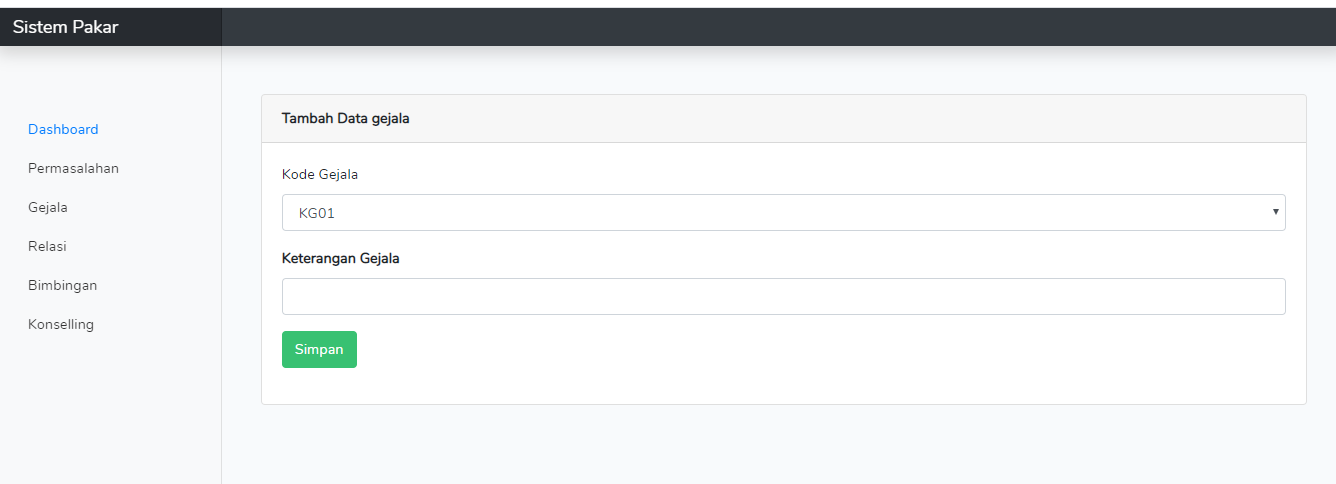 Sistem Pakar
Dashboard
Permasalahan
Gejala
Relasi
Bimbingan
Konselling
Tambah Data gejala
Kode Gejala
KG01
Keterangan Gejala
Simpan